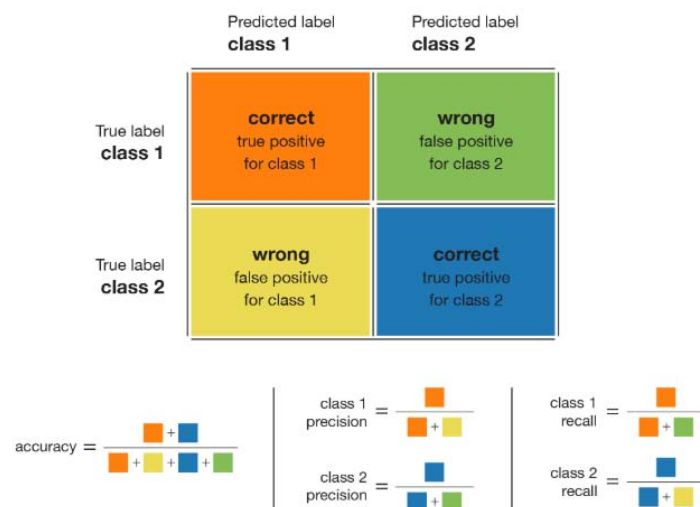 Predicted label
class 1
Predicted label
class 2
True label
class 1
correct
true positive
for class 1
wrong
false positive
for class 2
True label
class 2
wrong
false positive
for class 1
correct
true positive
for class 2
accuracy =
+
+ + +
class 1
precision =
+
class 2
precision =
+
class 1
recall =
+
class 2
recall =
+